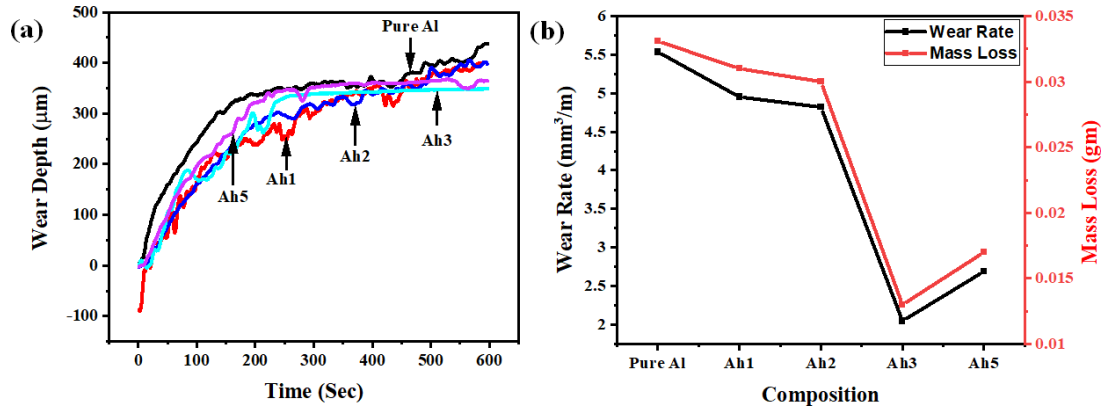 (a)
500
400
300
200
100
0
-100
Wear Depth (μm)
0
100
200
300
400
500
600
Time (Sec)
Pure Al
Ah3
Ah2
Ah1
Ah5
(b)
6
5.5
5
4.5
4
3.5
3
2.5
2
Wear Rate (mm³/m)
Wear Rate
Mass Loss
0.035
0.030
0.025
0.020
0.015
0.01
Mass Loss (gm)
Pure Al
Ah1
Ah2
Ah3
Ah5
Composition